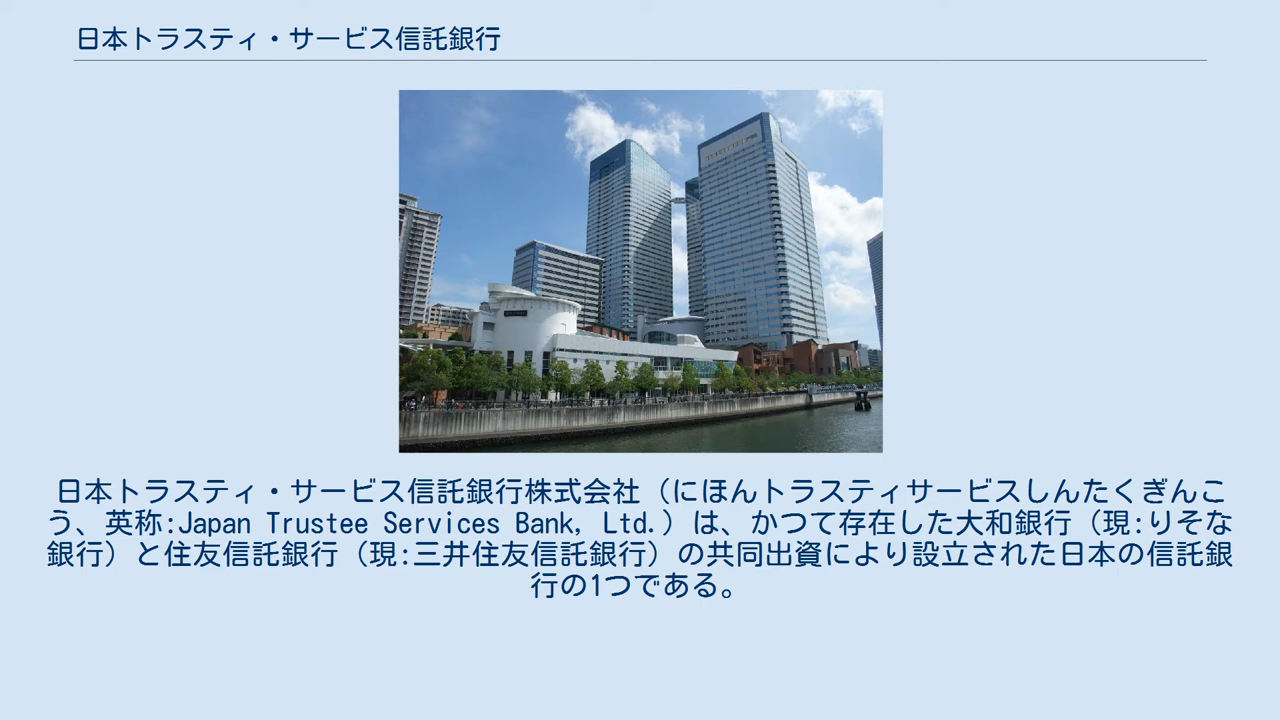 日本トラスティ・サービス信託銀行
日本トラスティ・サービス信託銀行株式会社（にほんトラスティサービスしんたくぎんこ
う、英称:Japan Trustee Services Bank, Ltd.）は、かつて存在した大和銀行（現:りそな
銀行）と住友信託銀行（現:三井住友信託銀行）の共同出資により設立された日本の信託銀
行の1つである。